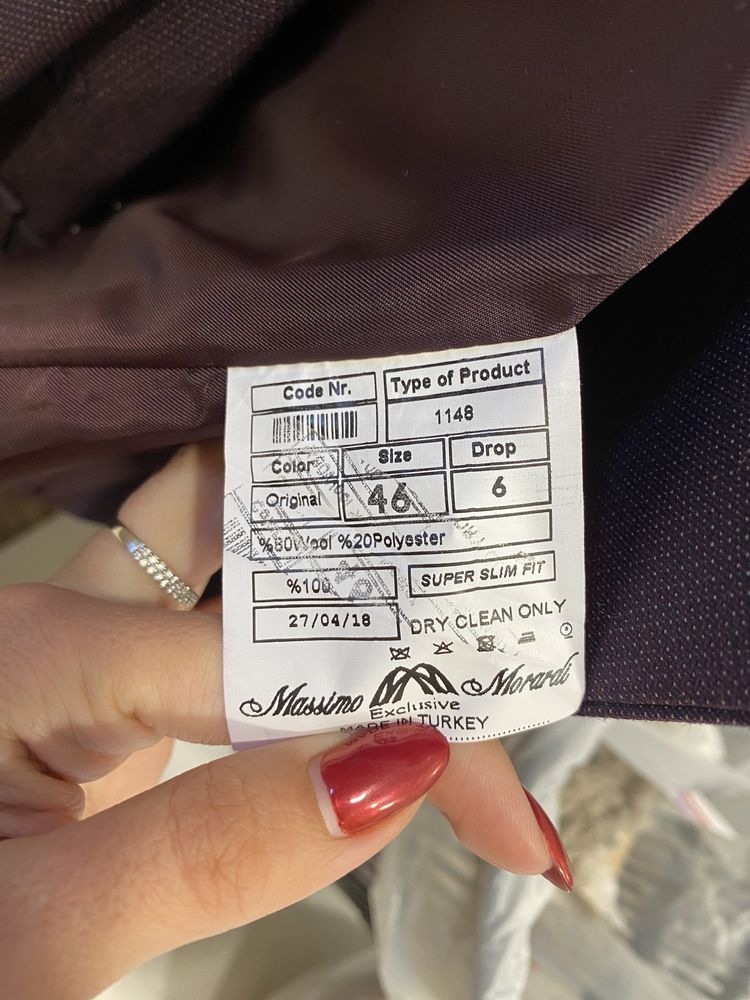 Code Nr.
Type of Product
1148
Color
Size
Drop
Original
46
6
%80Wool %20Polyester
%100
SUPER SLIM FIT
27/04/18
DRY CLEAN ONLY
Massimo Morardi
Exclusive
MADE IN TURKEY